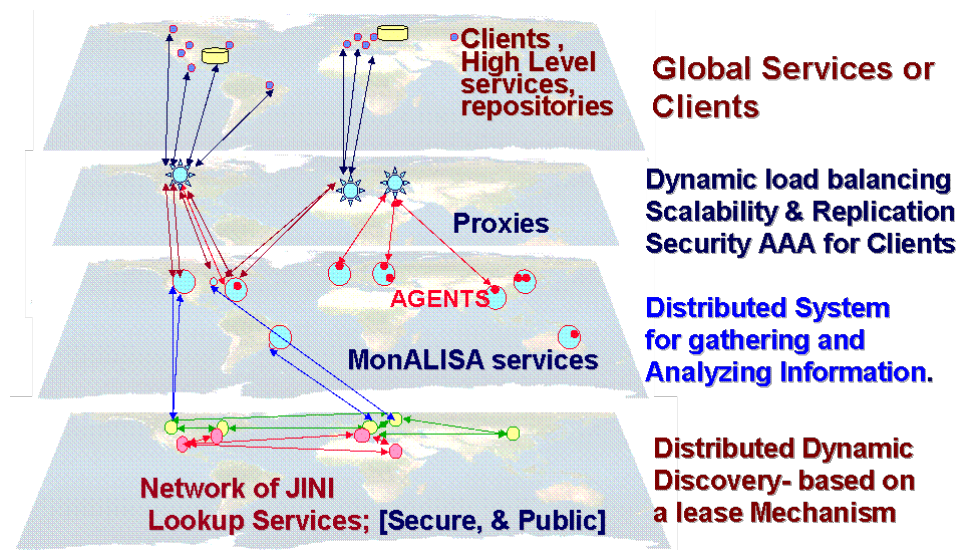 Clients ,
High Level
services,
repositories
Global Services or
Clients
Proxies
Dynamic load balancing
Scalability & Replication
Security AAA for Clients
AGENTS
MonALISA services
Distributed System
for gathering and
Analyzing Information.
Network of JINI
Lookup Services; [Secure, & Public]
Distributed Dynamic
Discovery- based on
a lease Mechanism